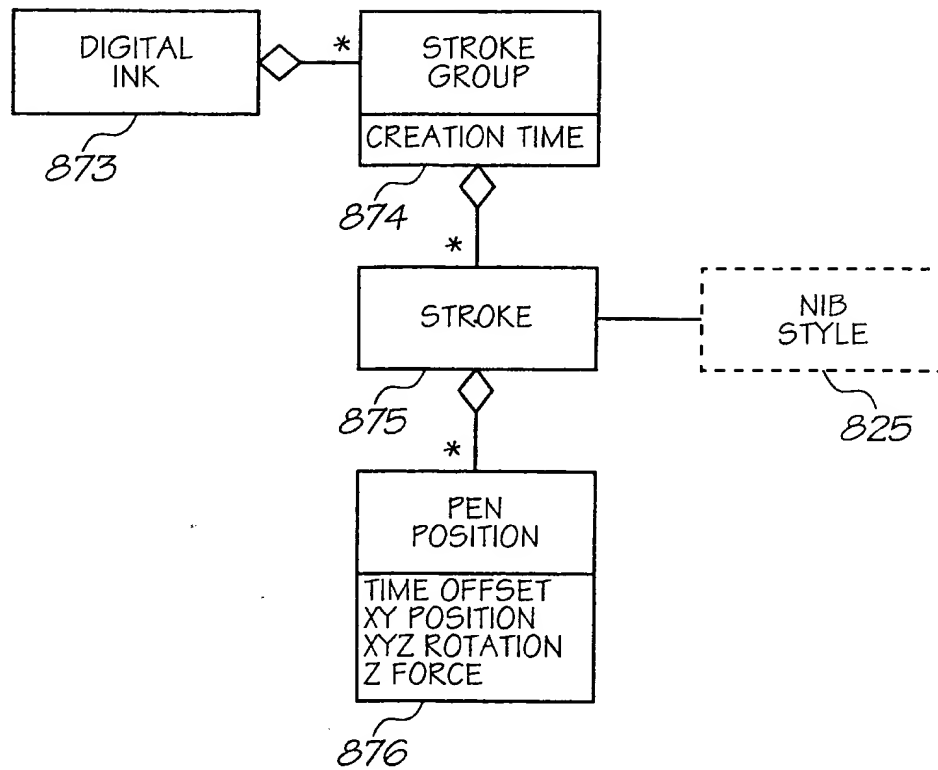 DIGITAL
INK
*
STROKE
GROUP
CREATION TIME
873
874
*
STROKE
NIB
STYLE
875
825
*
PEN
POSITION
TIME OFFSET
XY POSITION
XYZ ROTATION
Z FORCE
876